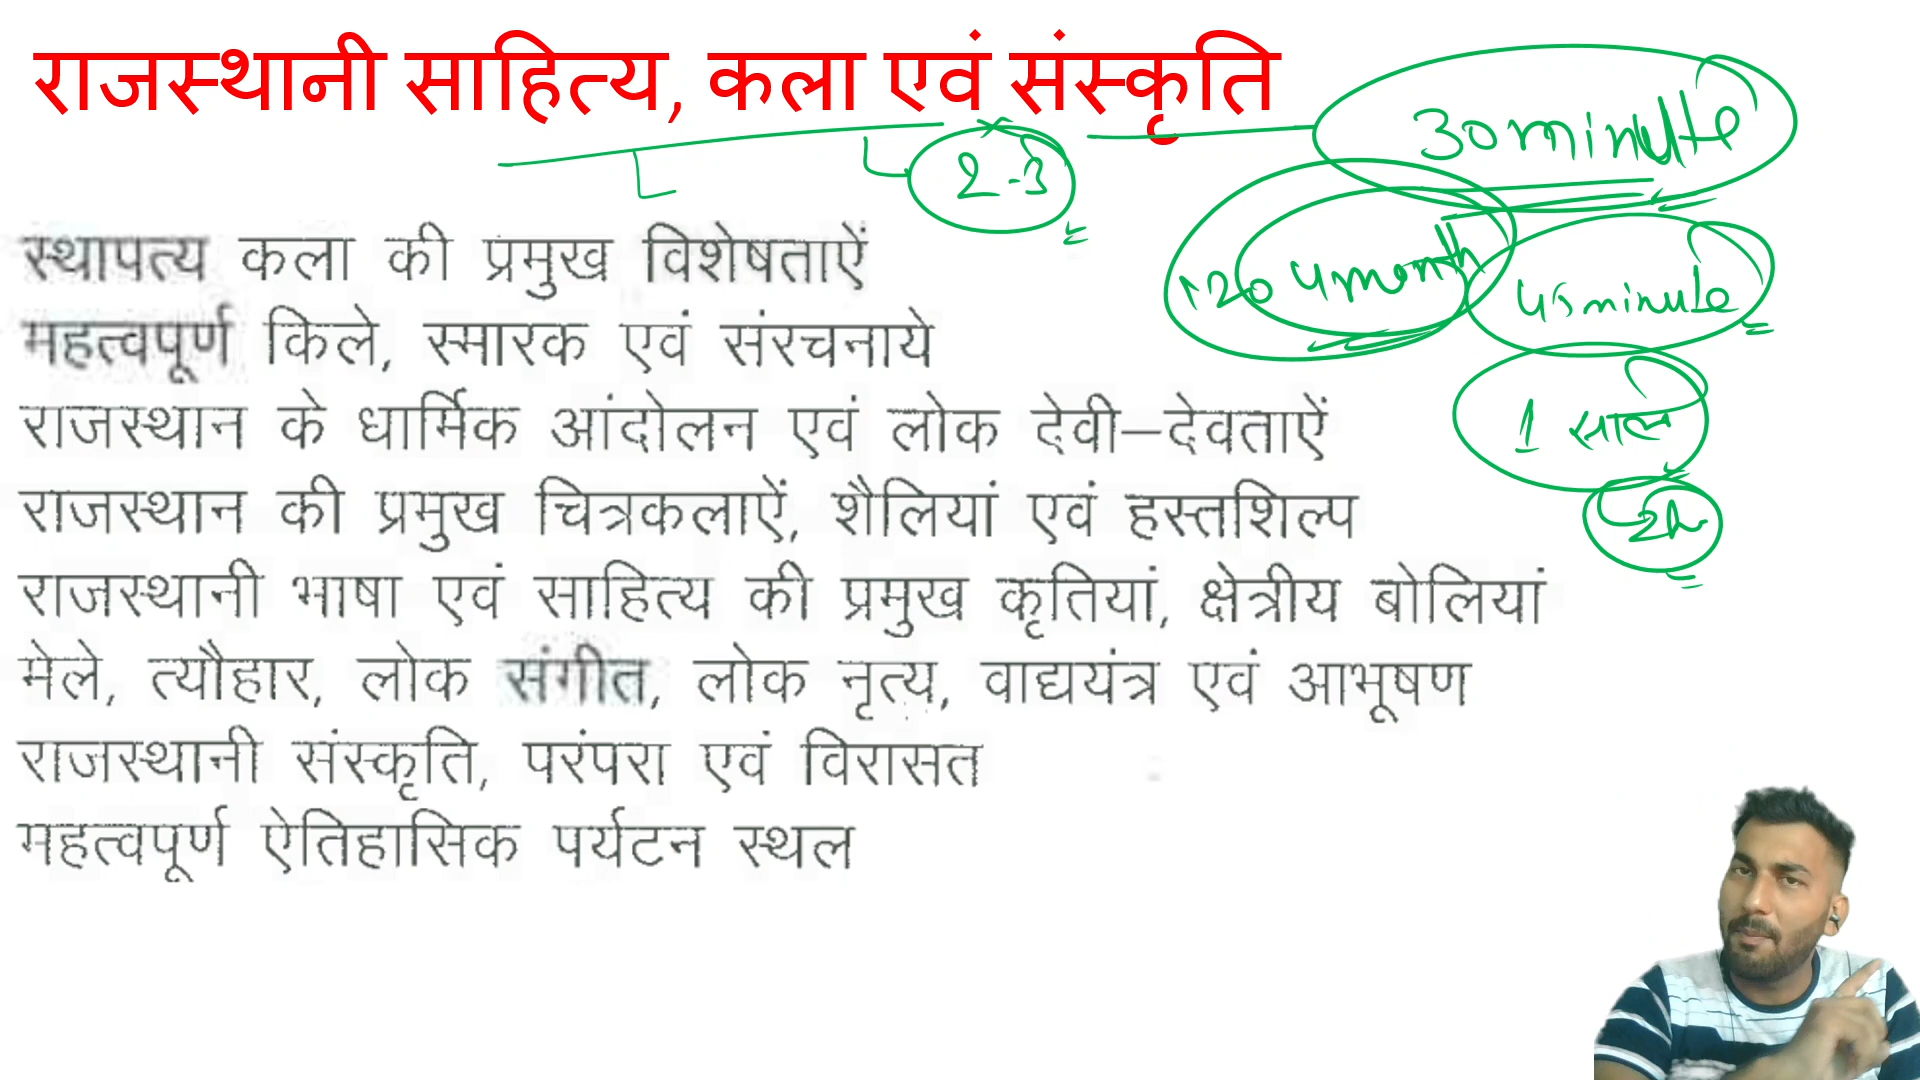 राजस्थानी साहित्य, कला एवं संस्कृति
30 minute
2-3
120 4 month
45 minute
1 साल
स्थापत्य कला की प्रमुख विशेषताऐं
महत्वपूर्ण किले, स्मारक एवं संरचनाये
राजस्थान के धार्मिक आंदोलन एवं लोक देवी–देवताऐं
राजस्थान की प्रमुख चित्रकलाऐं, शैलियां एवं हस्तशिल्प
राजस्थानी भाषा एवं साहित्य की प्रमुख कृतियां, क्षेत्रीय बोलियां
मेले, त्यौहार, लोक संगीत, लोक नृत्य, वाद्ययंत्र एवं आभूषण
राजस्थानी संस्कृति, परंपरा एवं विरासत
महत्वपूर्ण ऐतिहासिक पर्यटन स्थल